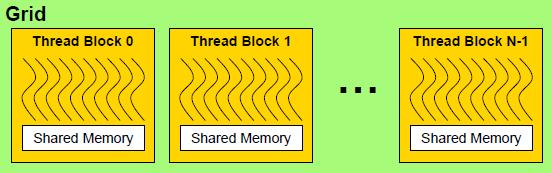 Grid
Thread Block 0
Thread Block 1
Thread Block N-1
...
Shared Memory
Shared Memory
Shared Memory